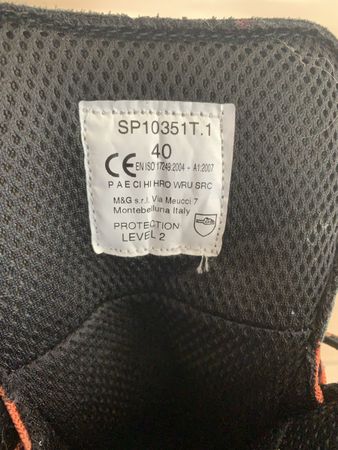 SP10351T.1
40
CE EN ISO 17249:2004 - A1:2007
P A E CI HI HRO WRU SRC
M&G s.r.l. Via Meucci 7
Montebelluna Italy
PROTECTION
LEVEL 2